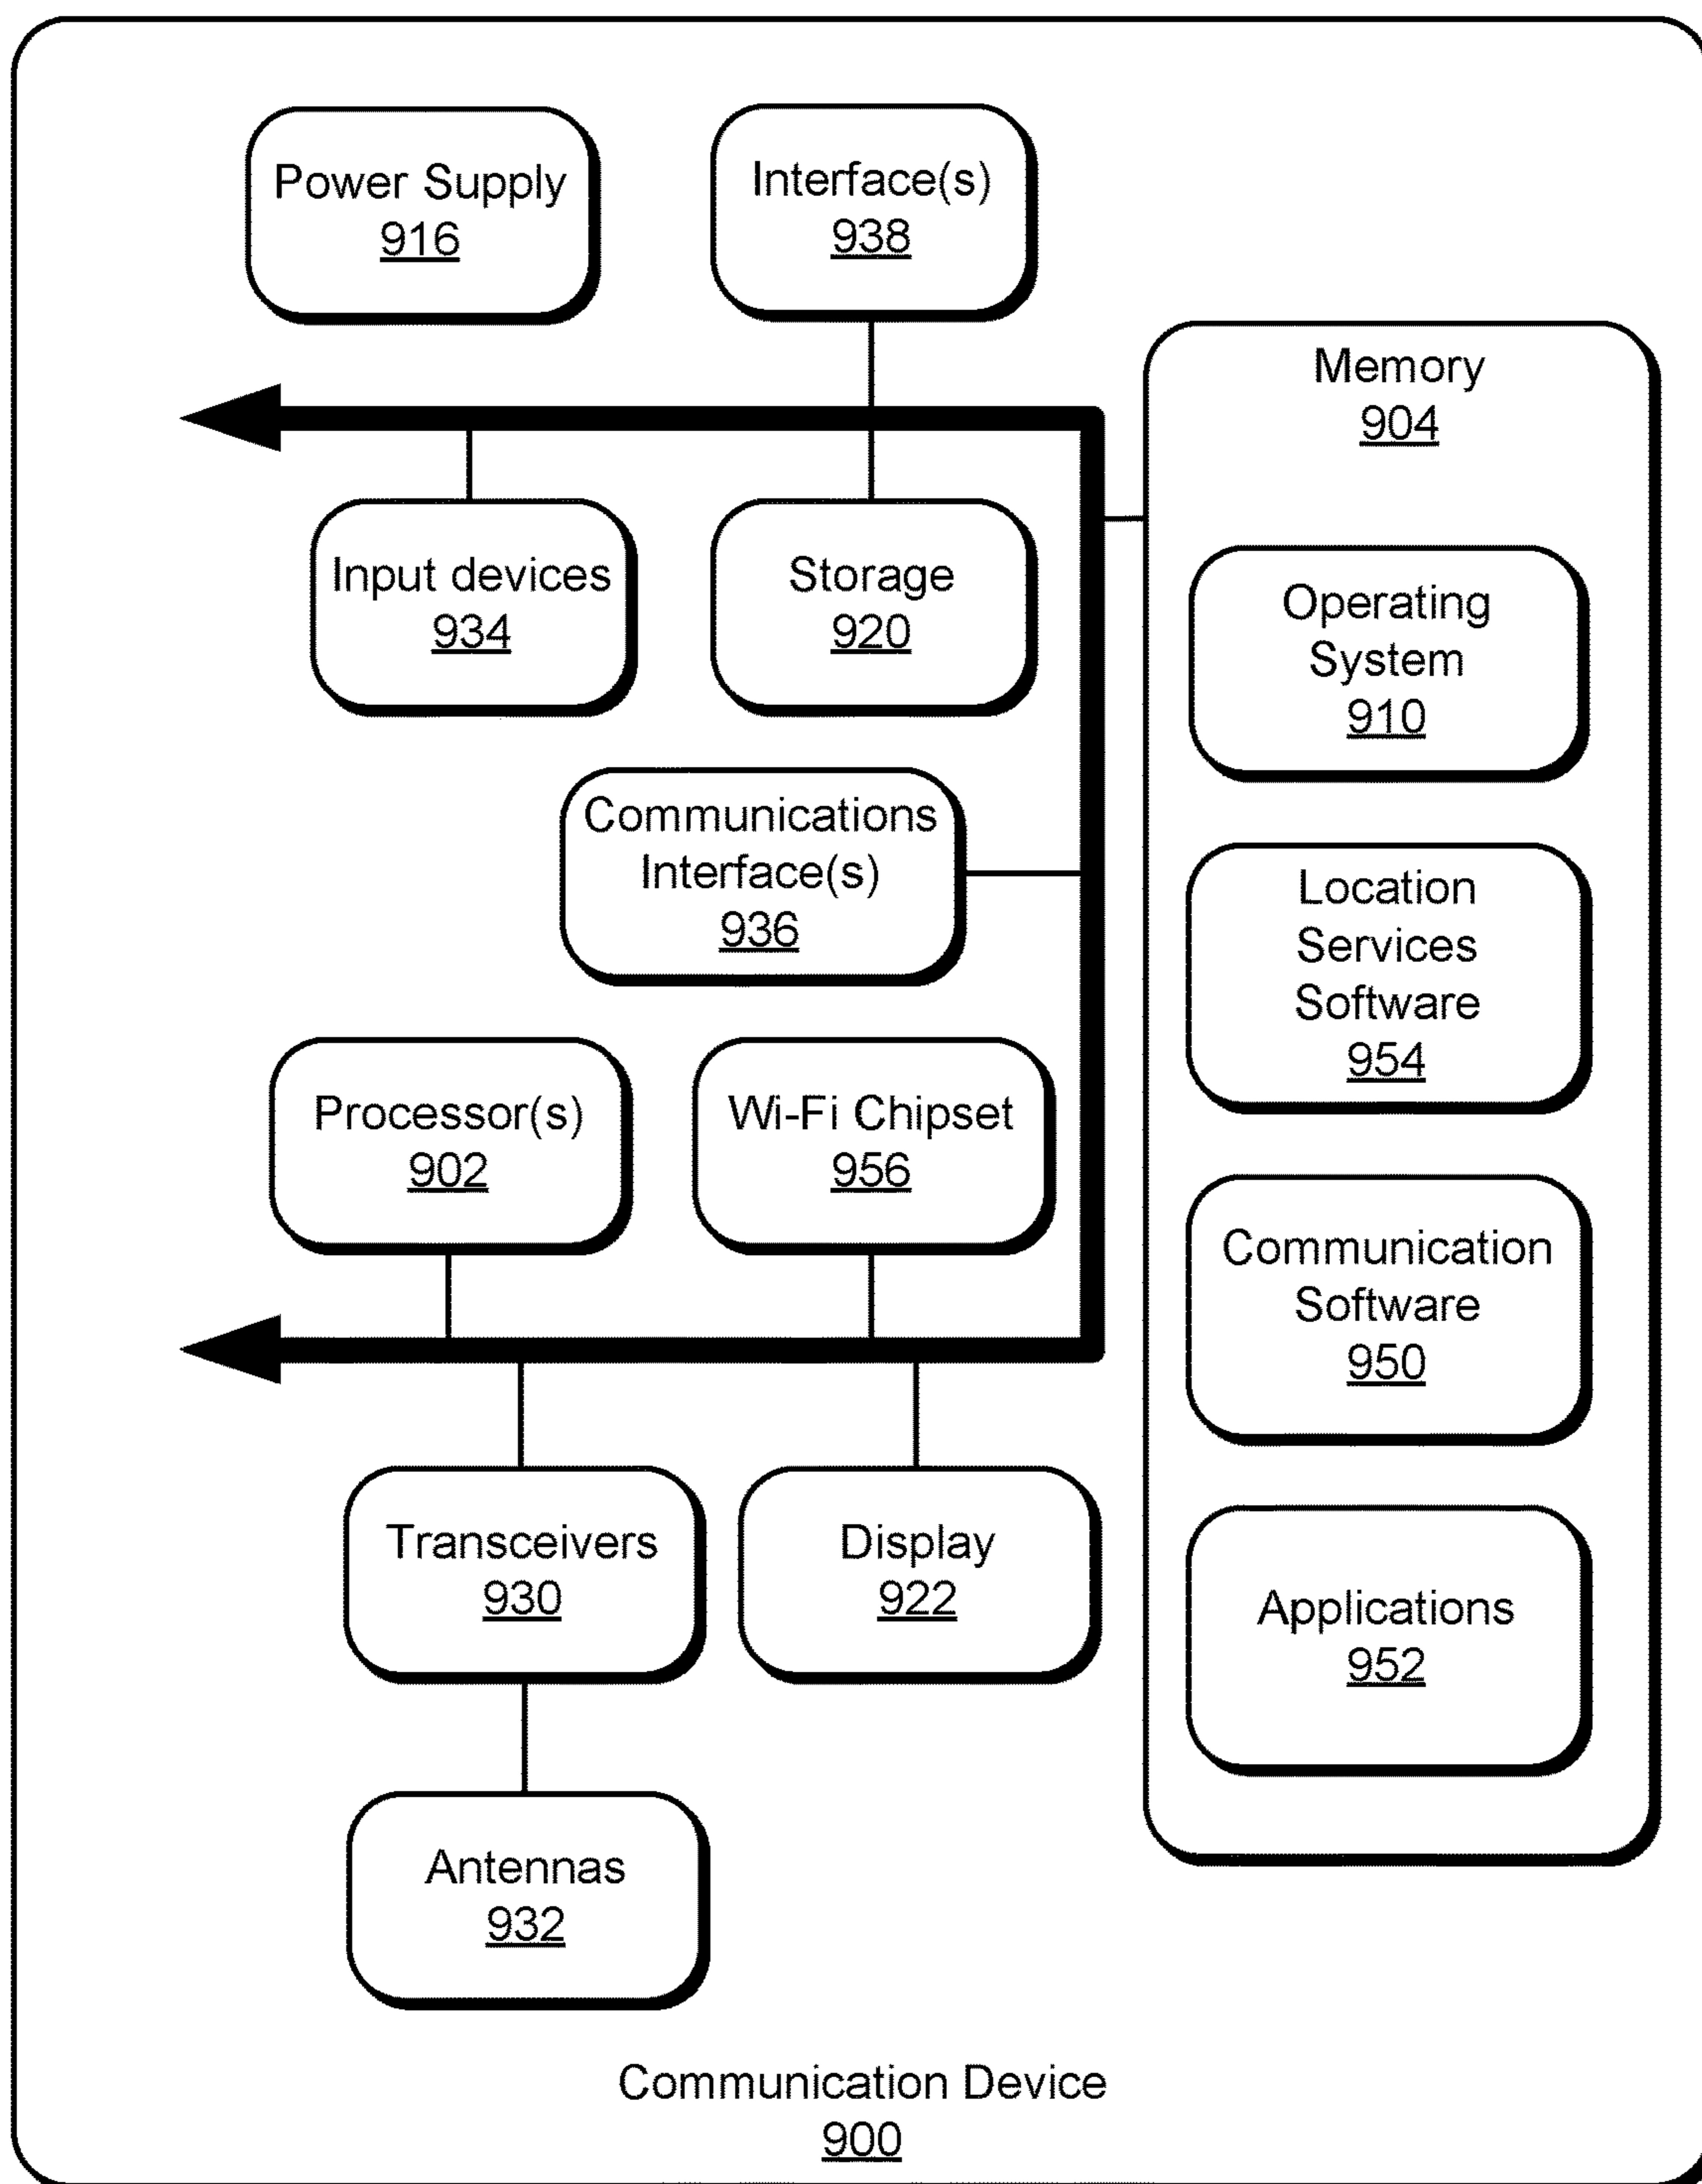 Power Supply
916
Interface(s)
938
Memory
904
Input devices
934
Storage
920
Operating
System
910
Communications
Interface(s)
936
Location
Services
Software
954
Processor(s)
902
Wi-Fi Chipset
956
Communication
Software
950
Transceivers
930
Display
922
Applications
952
Antennas
932
Communication Device
900